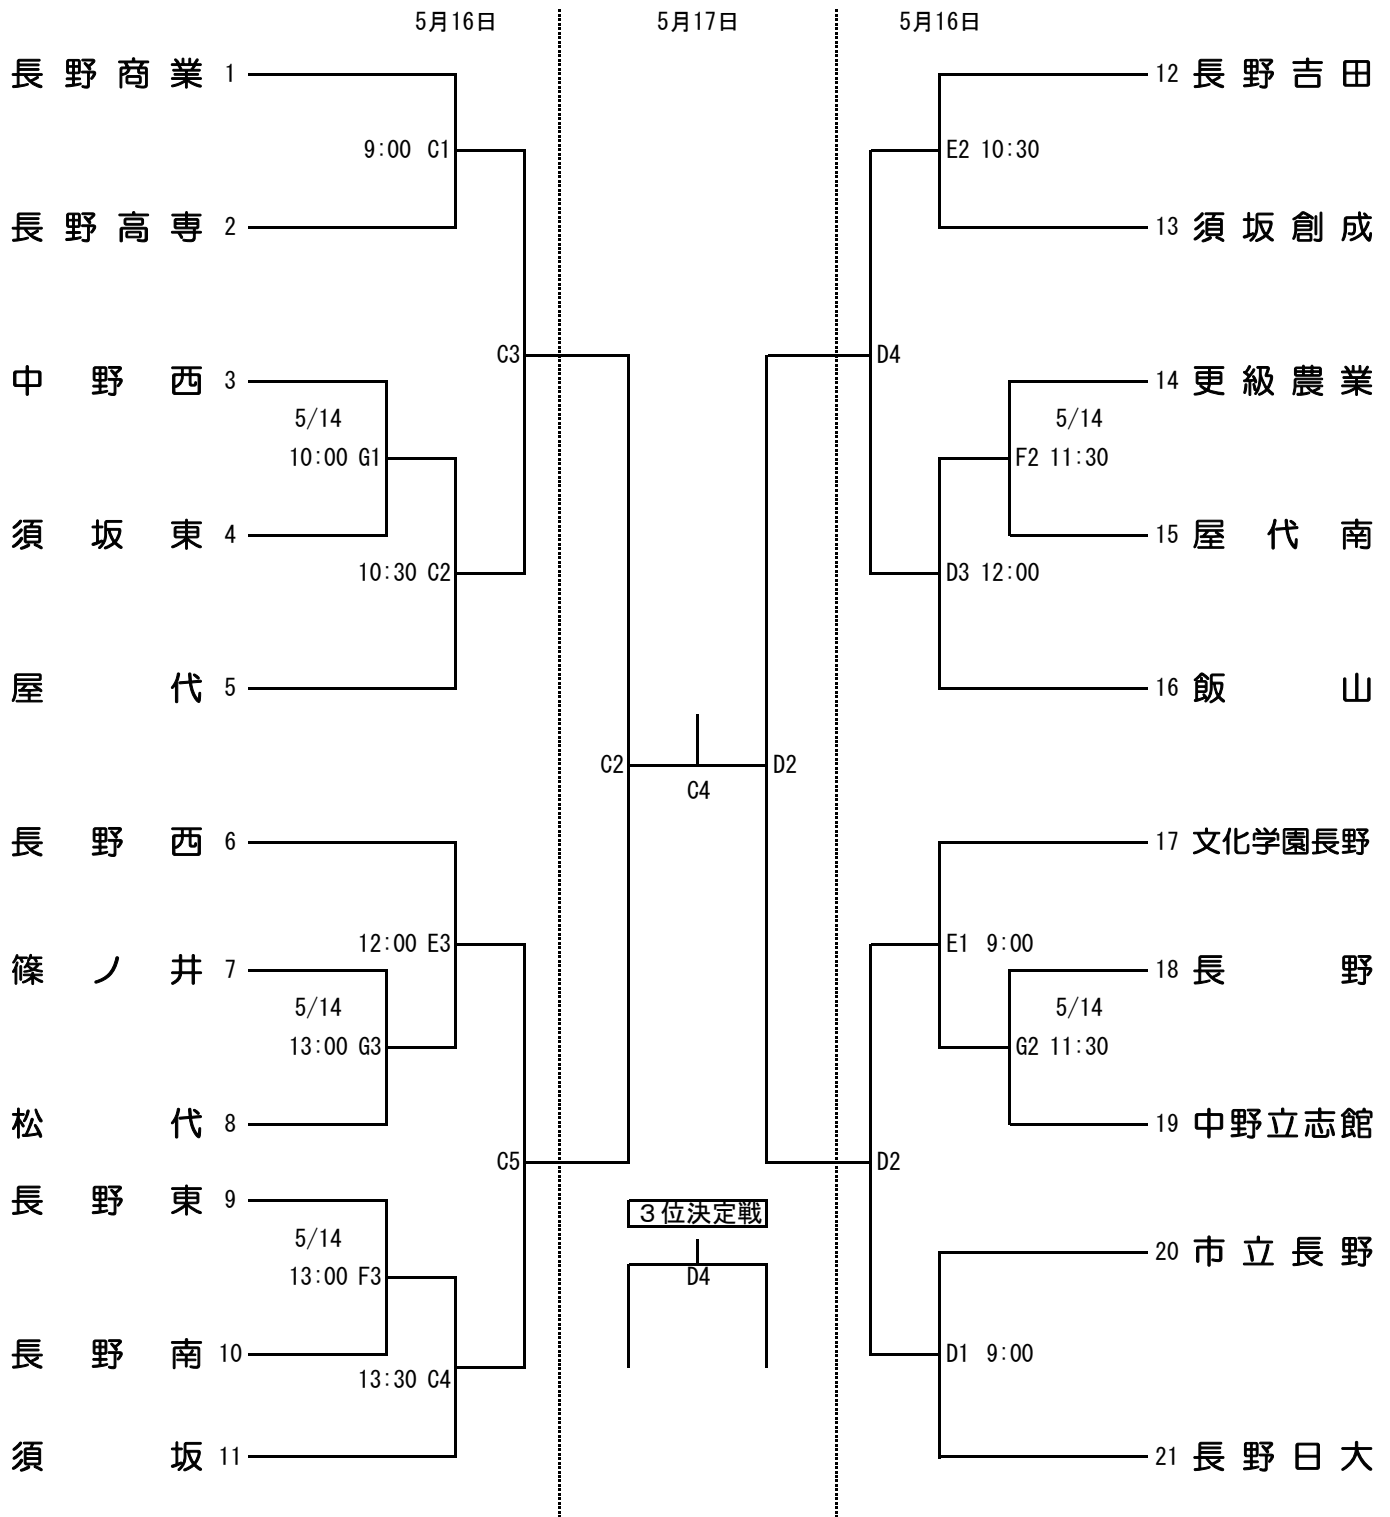 5月16日 5月17日 5月16日
長野商業 1
9:00 C1
長野高専 2
C3
中野西 3
5/14
10:00 G1
須坂東 4
10:30 C2
屋代 5
長野西 6
12:00 E3
篠ノ井 7
5/14
13:00 G3
松代 8
C5
長野東 9
5/14
13:00 F3
長野南 10
13:30 C4
須坂 11
C2
D2
C4
3位決定戦
D4
12 長野吉田
E2 10:30
13 須坂創成
D4
14 更級農業
5/14
F2 11:30
15 屋代南
D3 12:00
16 飯山
17 文化学園長野
E1 9:00
18 長野
5/14
G2 11:30
19 中野立志館
D2
20 市立長野
D1 9:00
21 長野日大